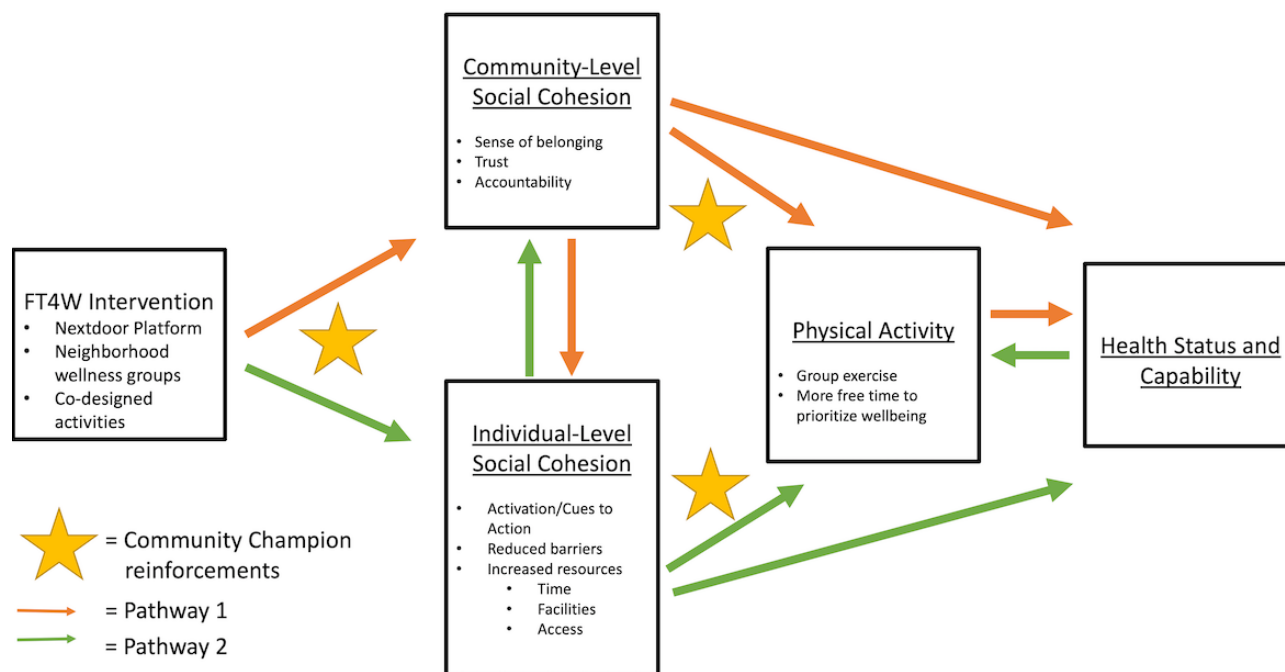 Community-Level
Social Cohesion
• Sense of belonging
• Trust
• Accountability
FT4W Intervention
• Nextdoor Platform
• Neighborhood
wellness groups
• Co-designed
activities
Physical Activity
• Group exercise
• More free time to
prioritize wellbeing
Health Status and
Capability
Individual-Level
Social Cohesion
• Activation/Cues to
Action
• Reduced barriers
• Increased resources
• Time
• Facilities
• Access
= Community Champion
reinforcements
= Pathway 1
= Pathway 2